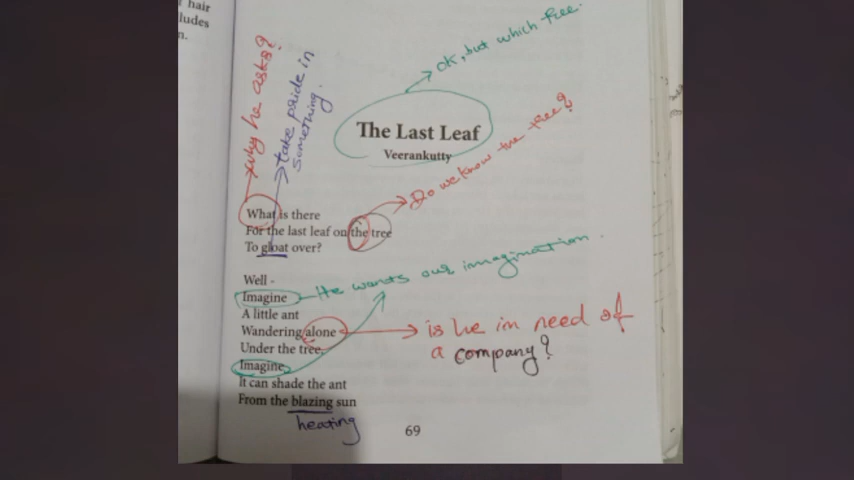 hair
ludes
n.
why he asks?
take pride in
something.
OK, but which tree.
The Last Leaf
Veerankutty
Do we know the tree?
What is there
For the last leaf on the tree
To gloat over?
Well -
Imagine
He wants our imagination.
A little ant
Wandering alone
is he in need of
a company?
Under the tree,
Imagine,
It can shade the ant
From the blazing sun
heating
69